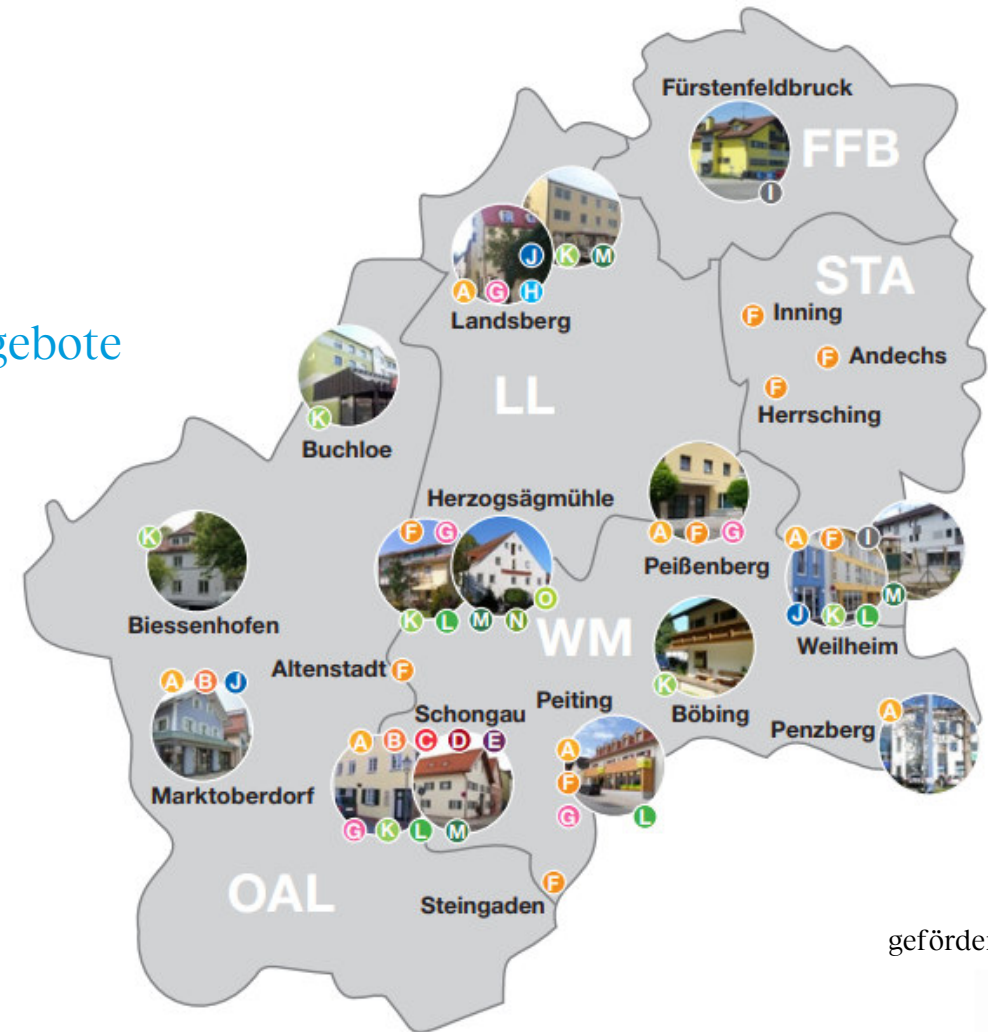 Fürstenfeldbruck
FFB
I
J K M
A G H
Landsberg
STA
F Inning
F Andechs
F
Herrsching
gebote
LL
K
Buchloe
Herzogsägmühle
F G
O
K L M N
A F G
Peißenberg
A F I
M
J K L
Weilheim
K
Biessenhofen
WM
K
Böbing
Altenstadt F
A B J
Marktoberdorf
Schongau
A B C D E
G K L M
Peiting
A
F
G L
A
Penzberg
OAL
F
Steingaden
geförde